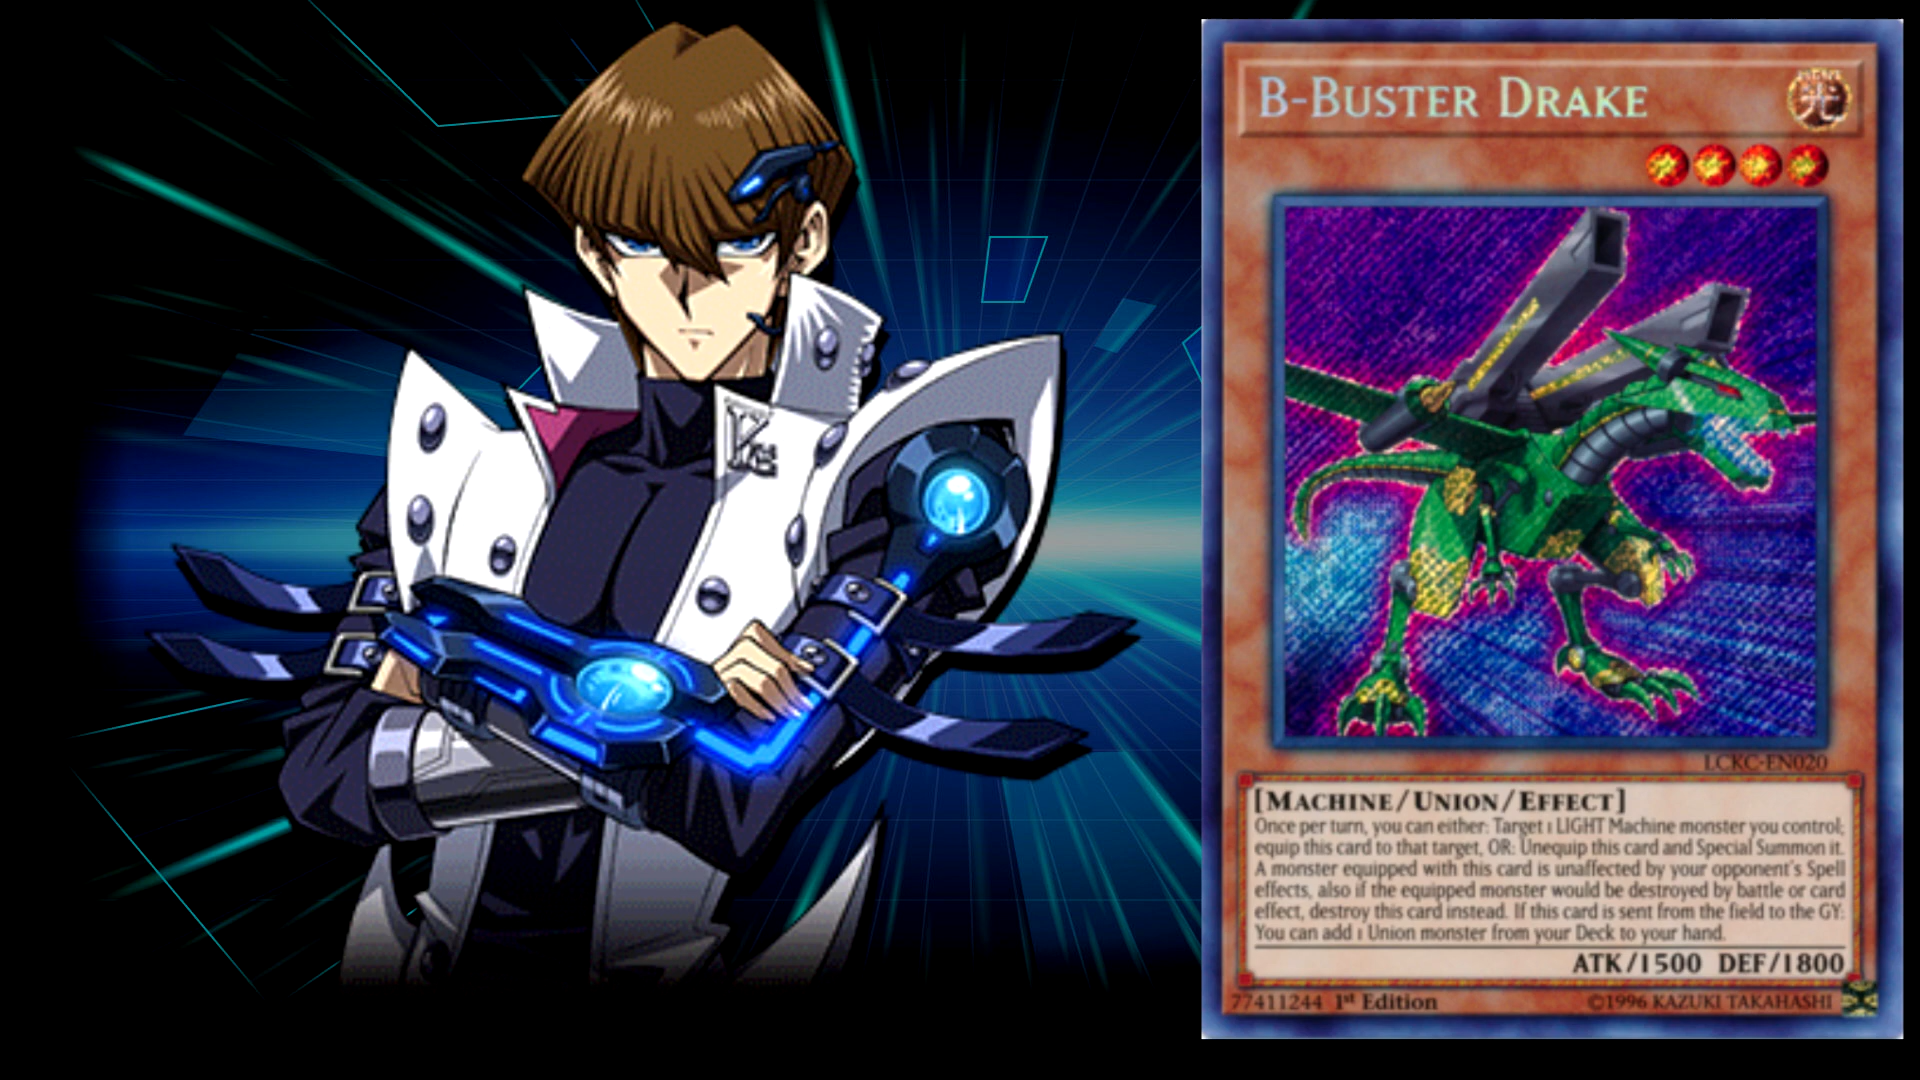 KC
B-Buster Drake
光
LCKC-EN020
[Machine/Union/Effect]
Once per turn, you can either: Target 1 LIGHT Machine monster you control;
equip this card to that target, OR: Unequip this card and Special Summon it.
A monster equipped with this card is unaffected by your opponent's Spell
effects, also if the equipped monster would be destroyed by battle or card
effect, destroy this card instead. If this card is sent from the field to the GY:
You can add 1 Union monster from your Deck to your hand.
ATK/1500 DEF/1800
77411244 1st Edition ©1996 KAZUKI TAKAHASHI